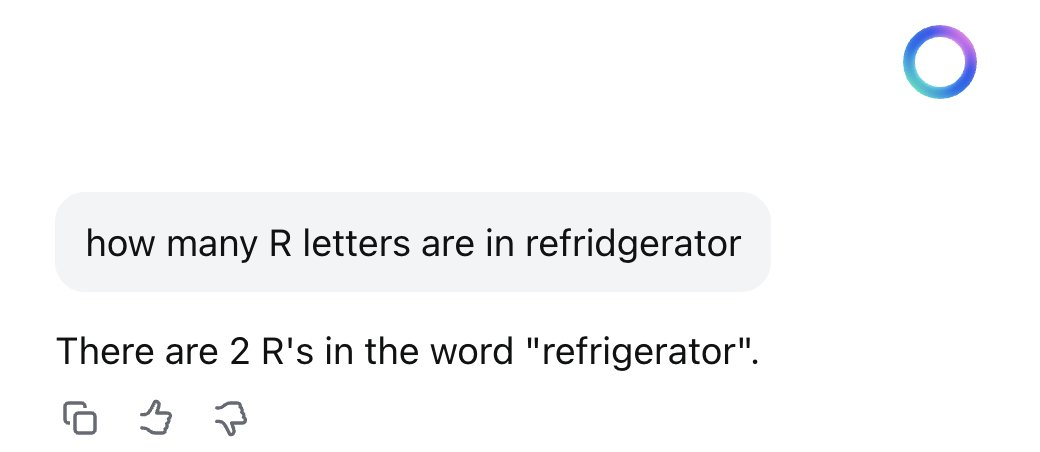 how many R letters are in refridgerator
There are 2 R's in the word "refrigerator".